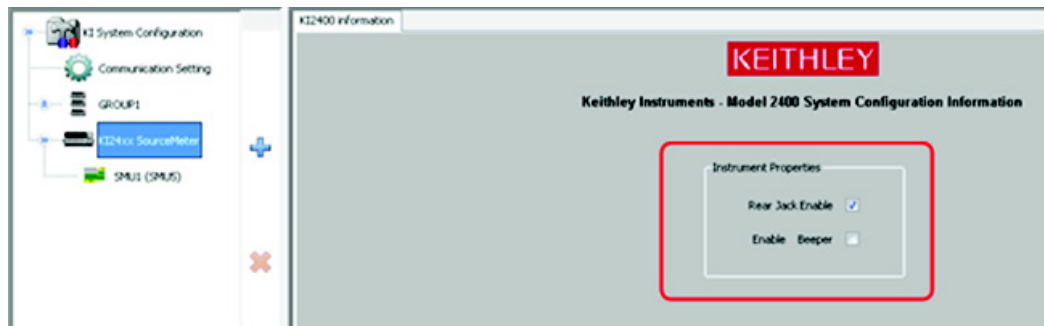 KI System Configuration
Communication Setting
GROUP1
KI24xx SourceMeter
SMU1 (SMU5)
KI2400 information
KEITHLEY
Keithley Instruments - Model 2400 System Configuration Information
Instrument Properties
Rear Jack Enable
Enable Beeper